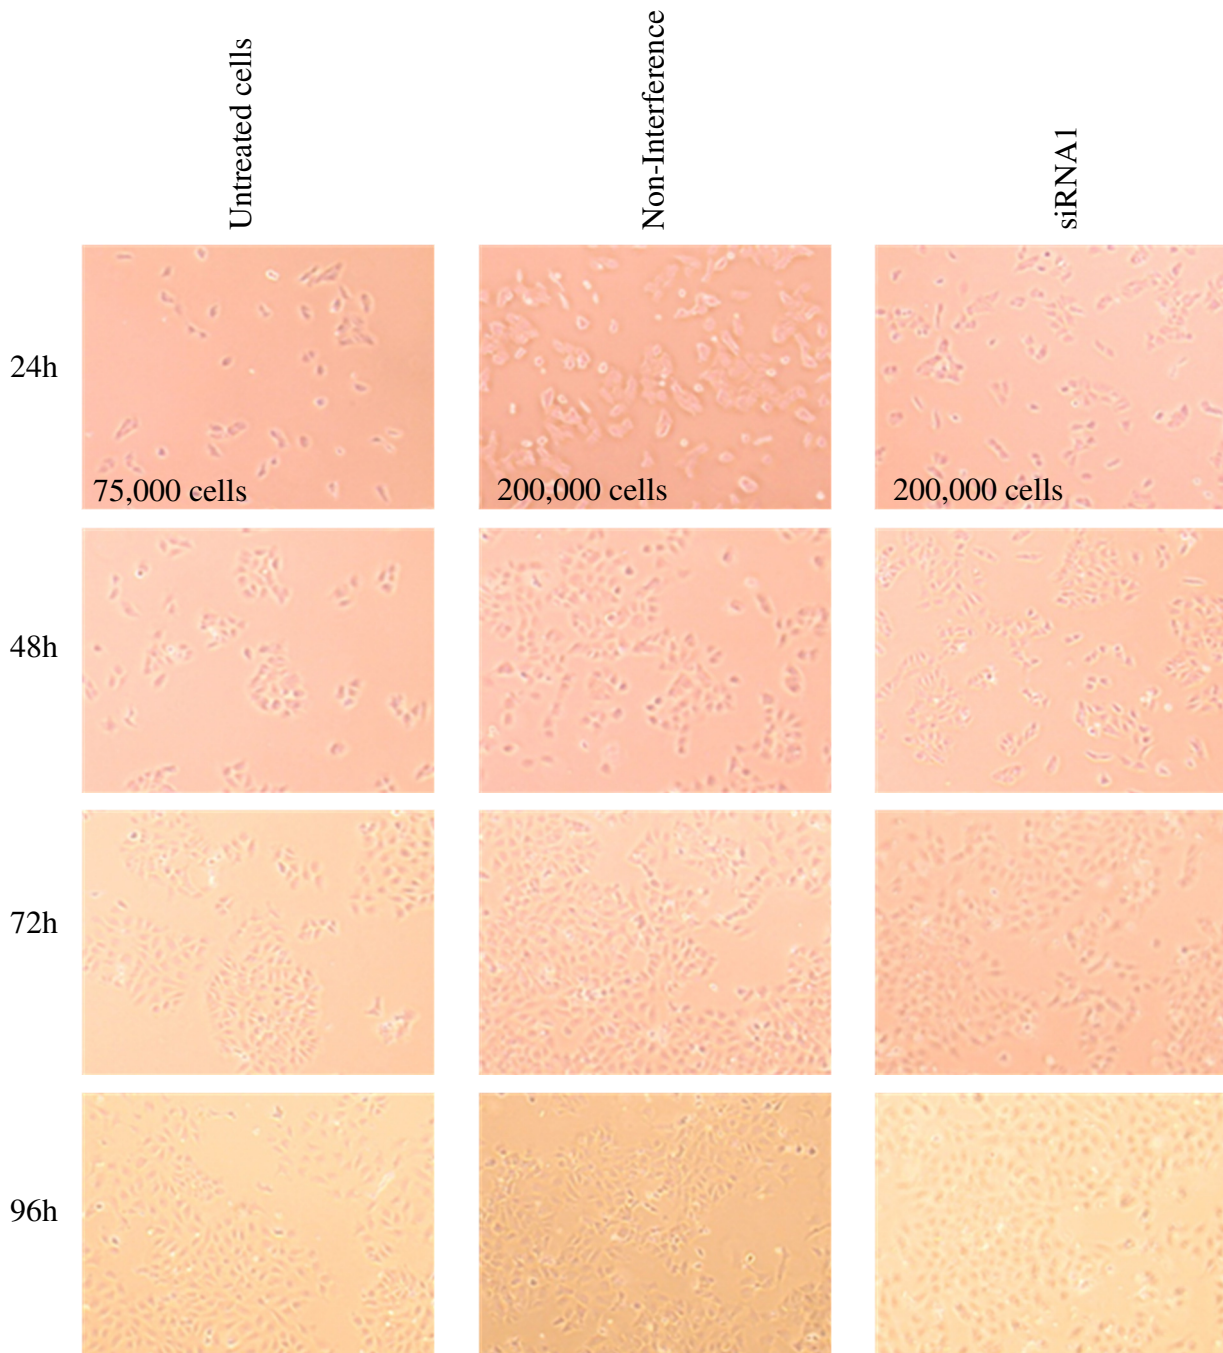 Untreated cells
Non-Interference
siRNA1
24h
75,000 cells
200,000 cells
200,000 cells
48h
72h
96h